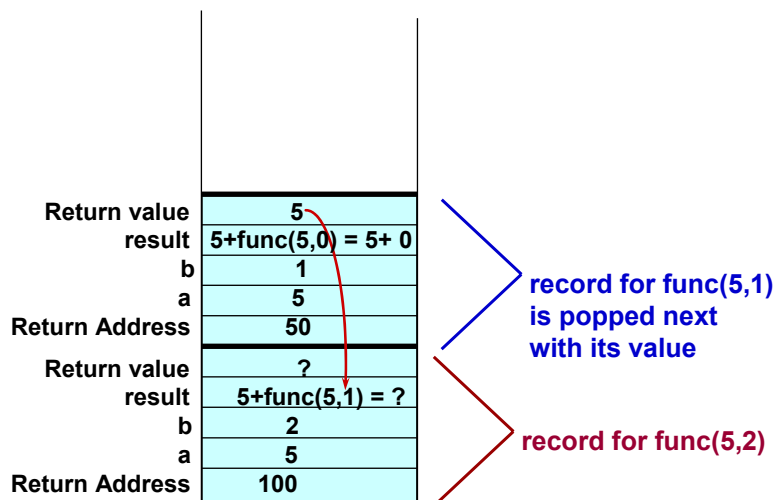 Return value 5
result 5+func(5,0) = 5+ 0
b 1
a 5
Return Address 50
record for func(5,1)
is popped next
with its value
Return value ?
result 5+func(5,1) = ?
b 2
a 5
Return Address 100
record for func(5,2)